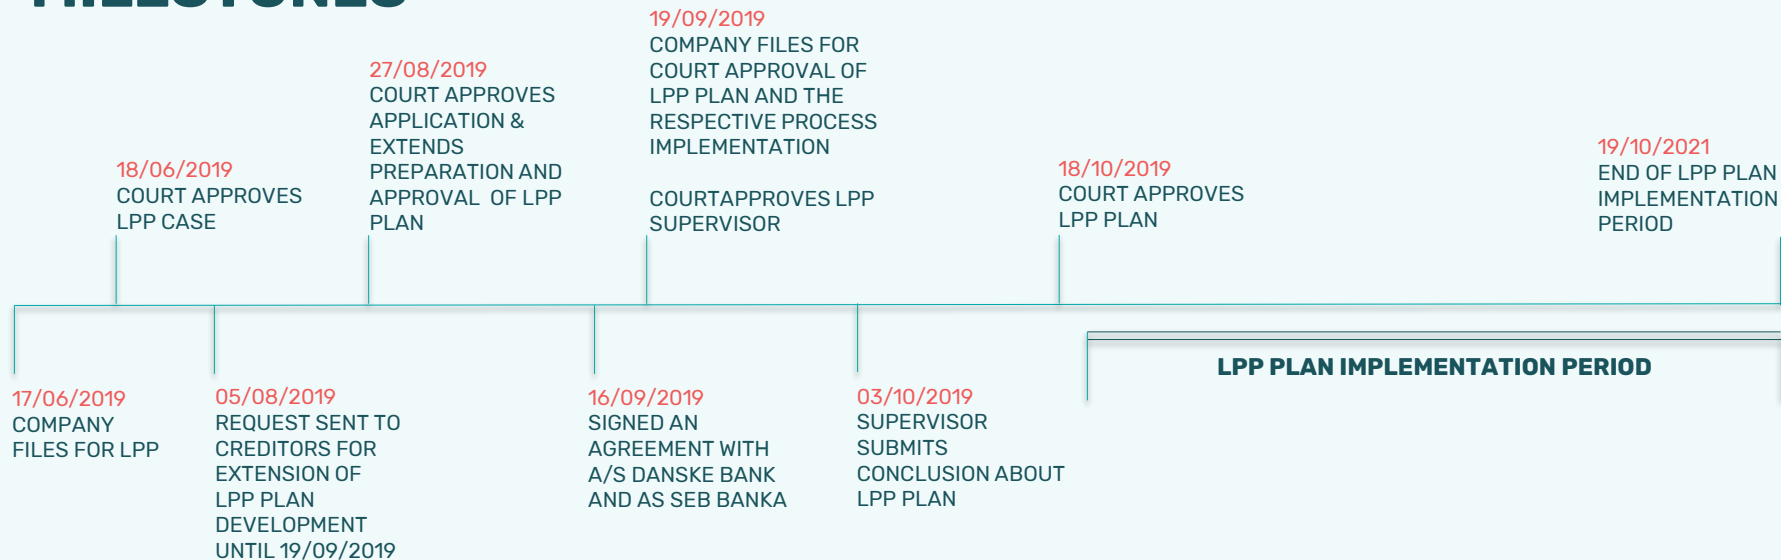 MILESTONES
17/06/2019
COMPANY
FILES FOR LPP
18/06/2019
COURT APPROVES
LPP CASE
05/08/2019
REQUEST SENT TO
CREDITORS FOR
EXTENSION OF
LPP PLAN
DEVELOPMENT
UNTIL 19/09/2019
27/08/2019
COURT APPROVES
APPLICATION &
EXTENDS
PREPARATION AND
APPROVAL OF LPP
PLAN
16/09/2019
SIGNED AN
AGREEMENT WITH
A/S DANSKE BANK
AND AS SEB BANKA
19/09/2019
COMPANY FILES FOR
COURT APPROVAL OF
LPP PLAN AND THE
RESPECTIVE PROCESS
IMPLEMENTATION
COURTAPPROVES LPP
SUPERVISOR
03/10/2019
SUPERVISOR
SUBMITS
CONCLUSION ABOUT
LPP PLAN
18/10/2019
COURT APPROVES
LPP PLAN
19/10/2021
END OF LPP PLAN
IMPLEMENTATION
PERIOD
LPP PLAN IMPLEMENTATION PERIOD